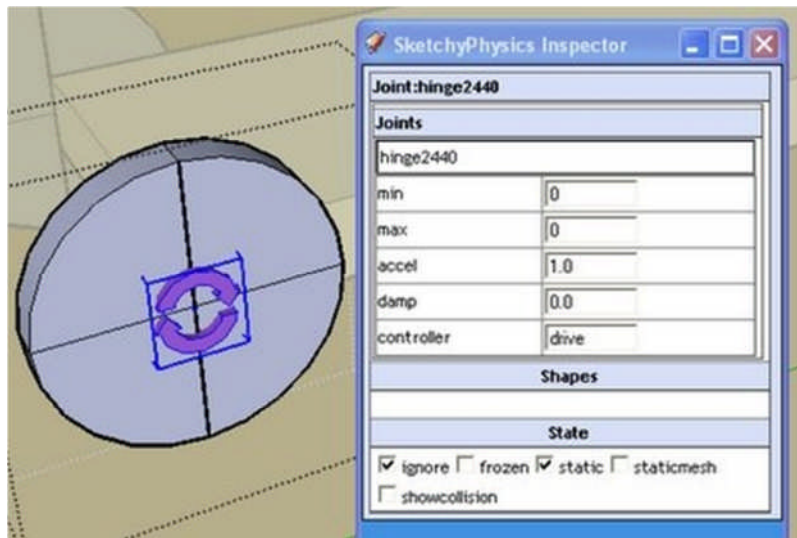 SketchyPhysics Inspector
Joint:hinge2440
Joints
hinge2440
min 0
max 0
accel 1.0
damp 0.0
controller drive
Shapes
State
ignore frozen static staticmesh
showcollision